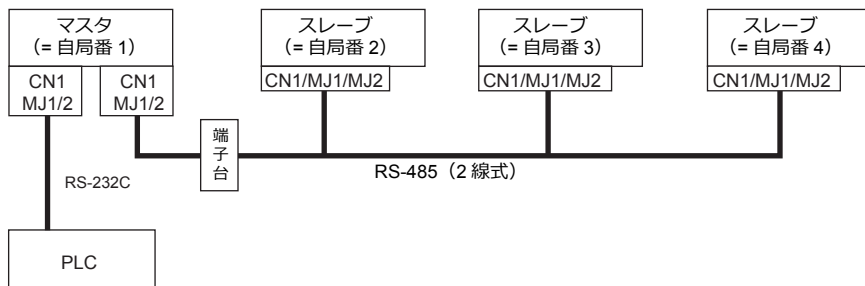 マスタ
(= 自局番 1)
スレーブ
(= 自局番 2)
スレーブ
(= 自局番 3)
スレーブ
(= 自局番 4)
CN1
MJ1/2
CN1
MJ1/2
CN1/MJ1/MJ2
CN1/MJ1/MJ2
CN1/MJ1/MJ2
端
子
台
RS-232C
RS-485（2 線式）
PLC